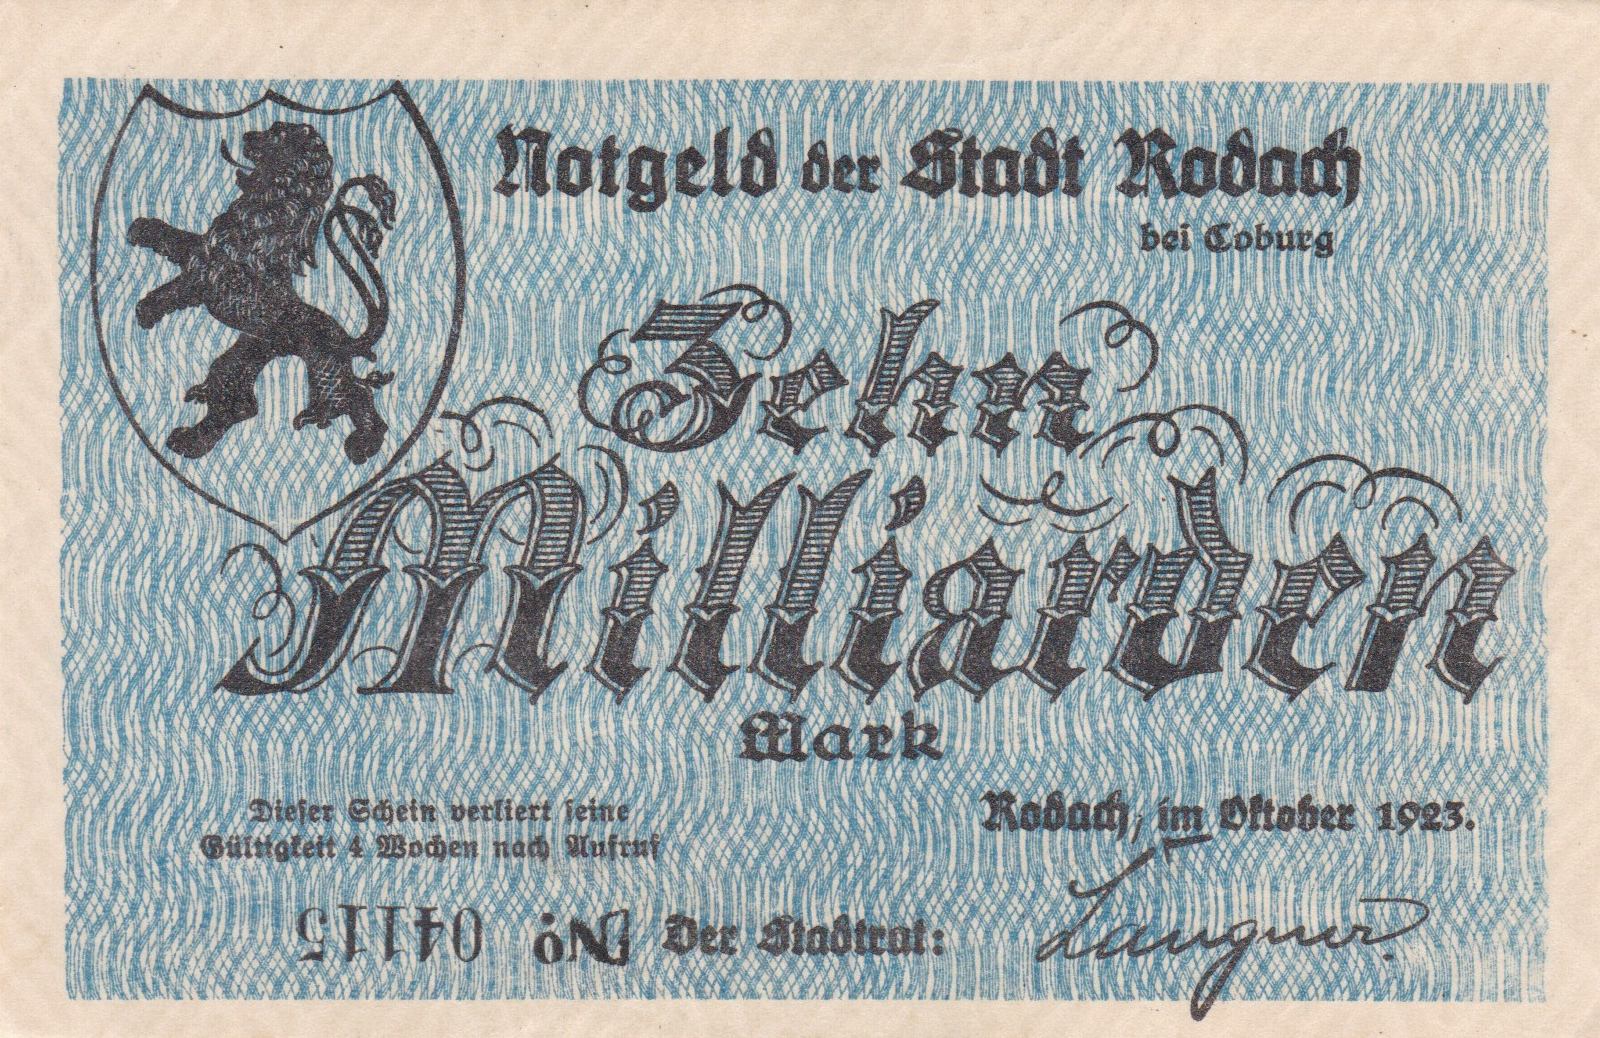 Notgeld der Stadt Rodach
bei Coburg
Zehn
Milliarden
Mark
Dieser Schein verliert seine
Gültigkeit 4 Wochen nach Aufruf
Rodach, im Oktober 1923.
No 04115
Der Stadtrat: